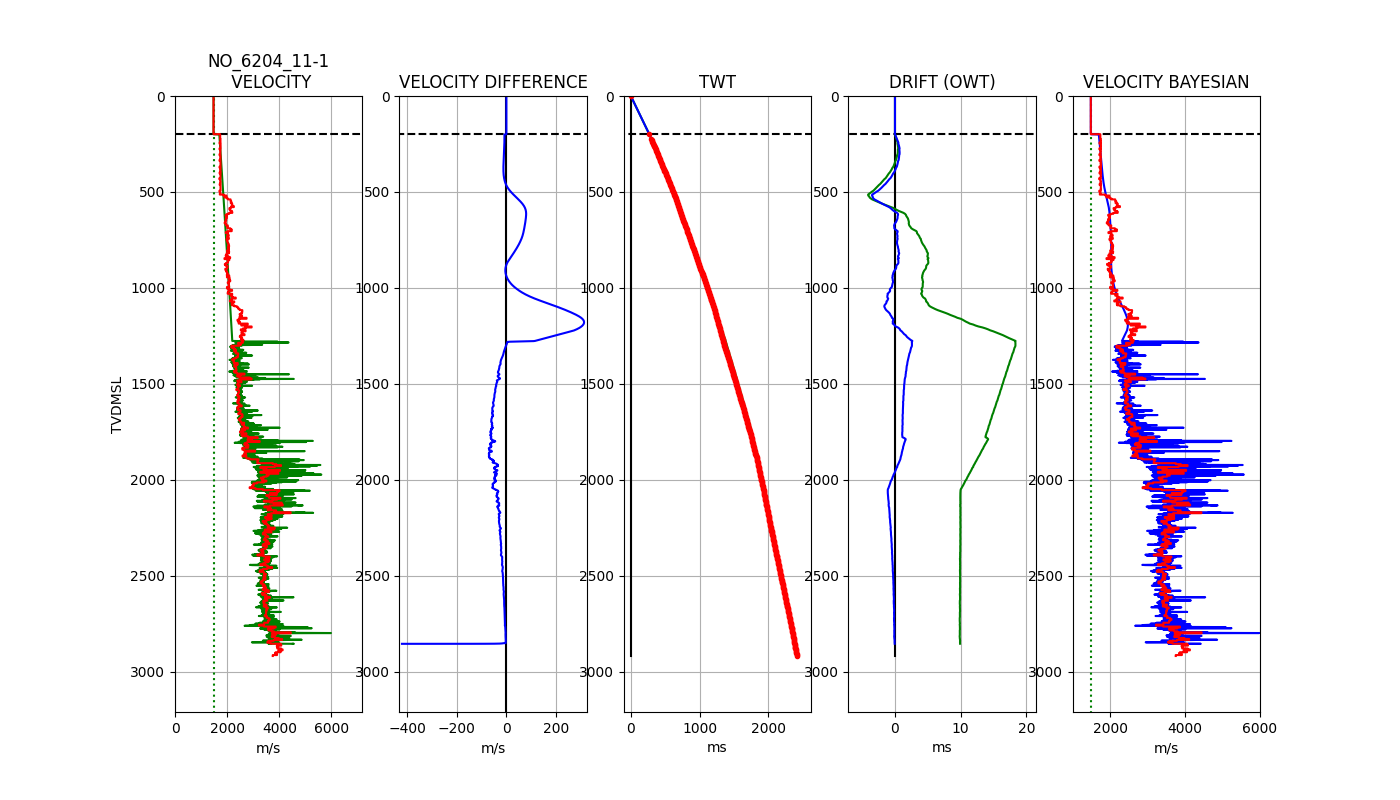 NO_6204_11-1
VELOCITY
VELOCITY DIFFERENCE
TWT
DRIFT (OWT)
VELOCITY BAYESIAN
0 0 0 0 0
500 500 500 500 500
1000 1000 1000 1000 1000
1500 1500 1500 1500 1500
TVDMSL
2000 2000 2000 2000 2000
2500 2500 2500 2500 2500
3000 3000 3000 3000 3000
0 2000 4000 6000
−400 −200 0 200
0 1000 2000
0 10 20
2000 4000 6000
m/s m/s ms ms m/s